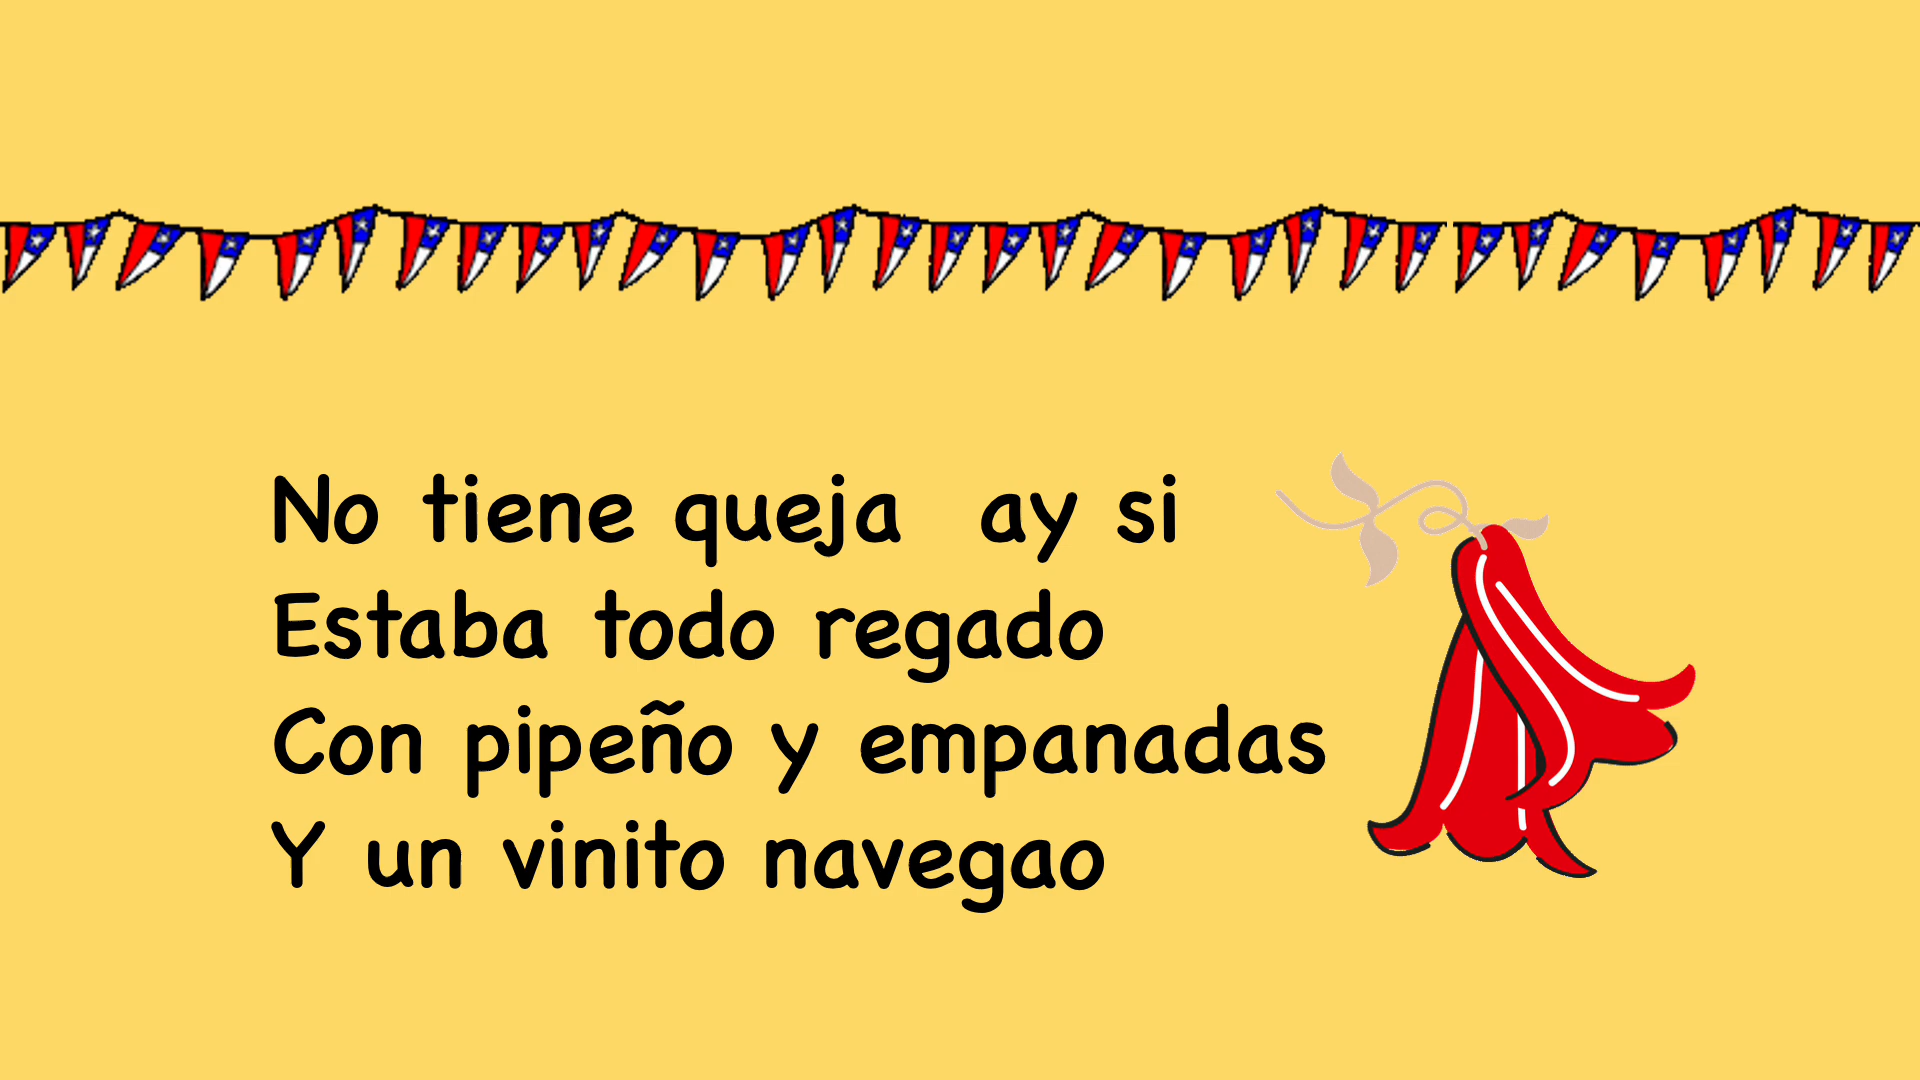 No tiene queja  ay si
Estaba todo regado
Con pipeño y empanadas
Y un vinito navegao